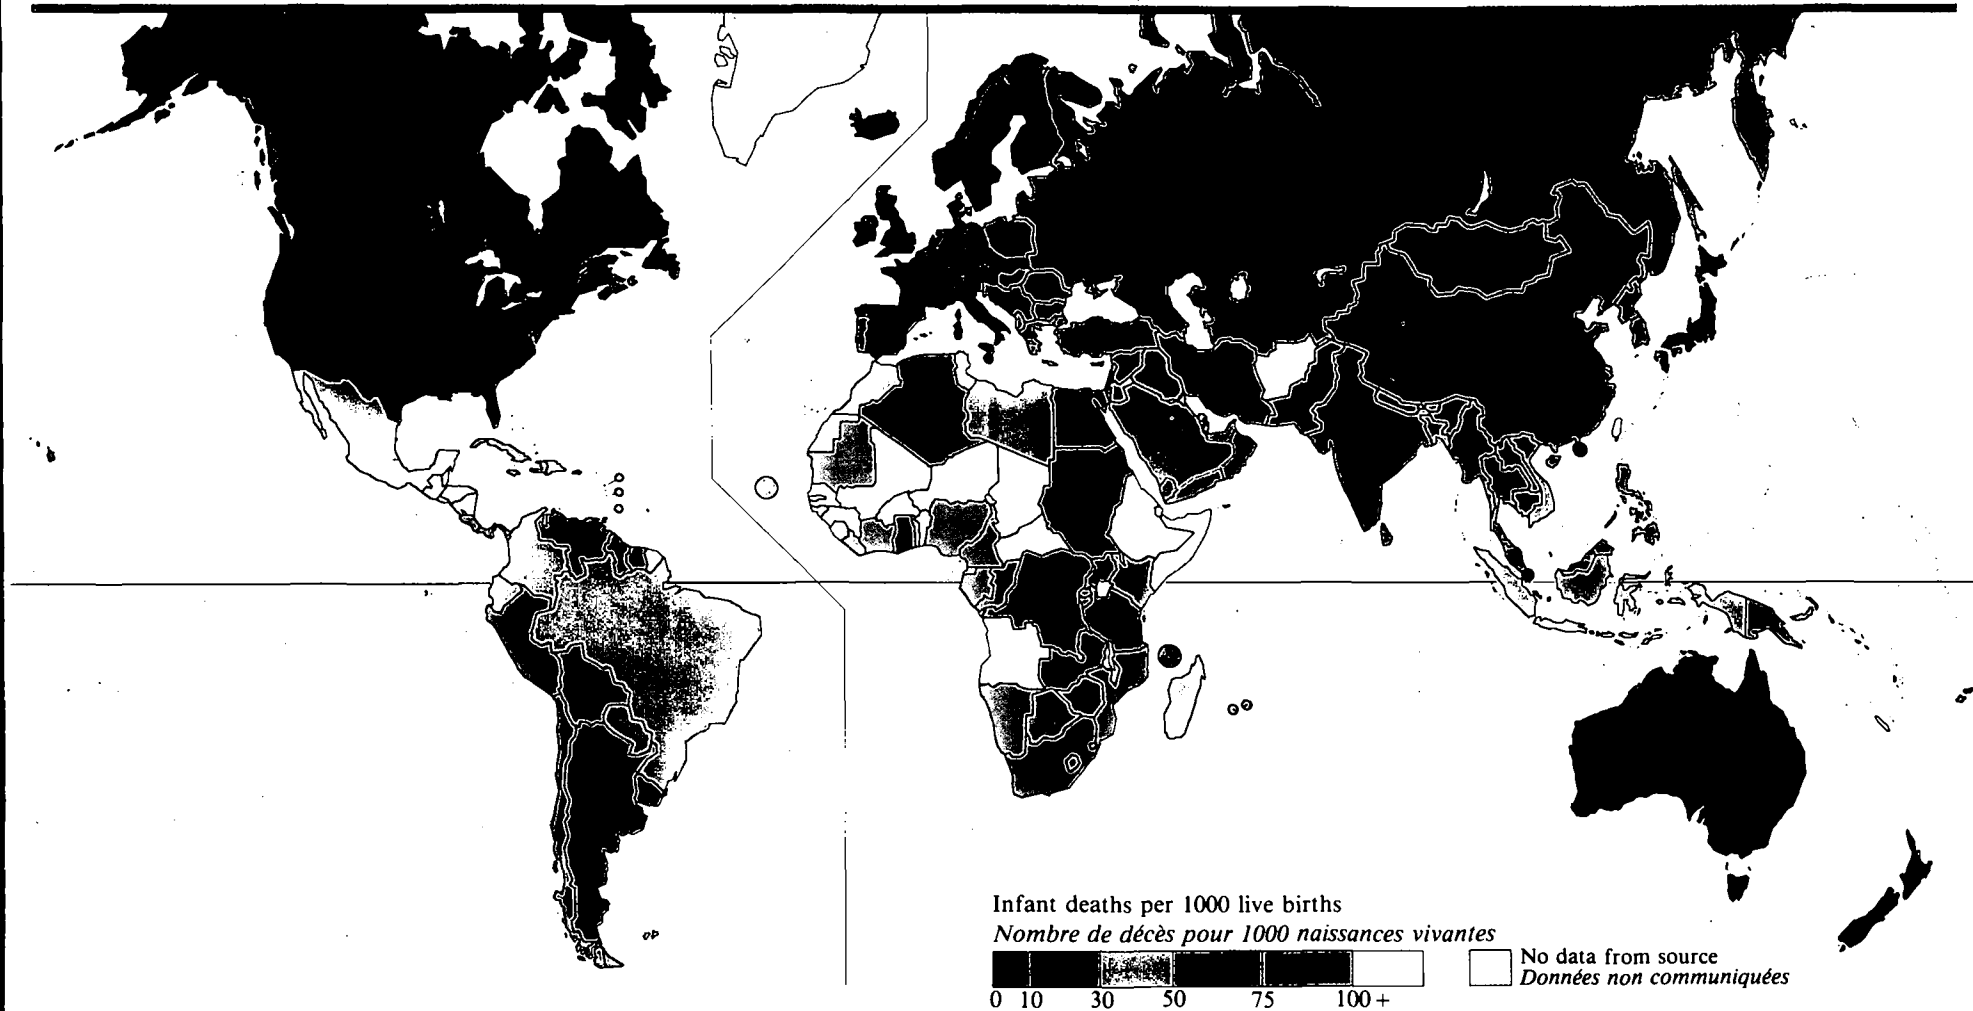 Infant deaths per 1000 live births
Nombre de décès pour 1000 naissances vivantes
No data from source
Données non communiquées
0 10 30 50 75 100 +